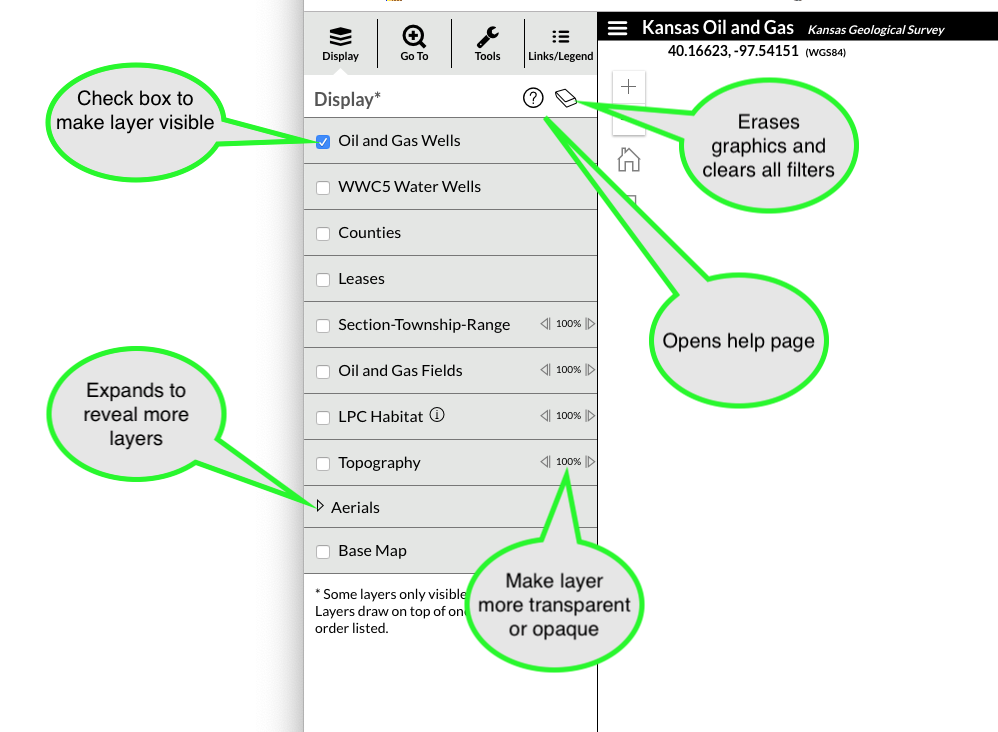 Kansas Oil and Gas Kansas Geological Survey
Display Go To Tools Links/Legend
40.16623, -97.54151 (WGS84)
Display*
Check box to
make layer visible
Erases
graphics and
clears all filters
Oil and Gas Wells
WWC5 Water Wells
Counties
Leases
Section-Township-Range 100%
Opens help page
Oil and Gas Fields 100%
Expands to
reveal more
layers
LPC Habitat 100%
Topography 100%
Aerials
Base Map
Make layer
more transparent
or opaque
* Some layers only visible
Layers draw on top of
order listed.